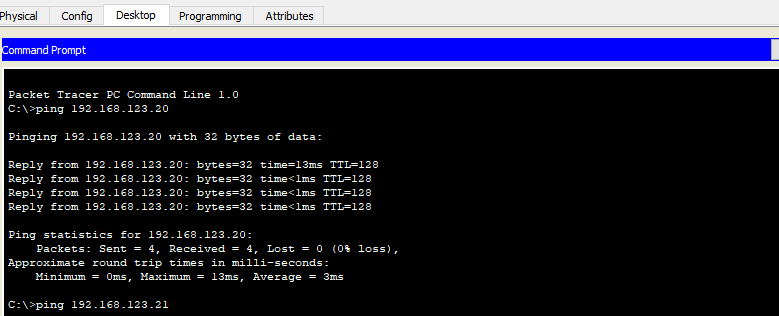 Physical Config Desktop Programming Attributes
Command Prompt
Packet Tracer PC Command Line 1.0
C:\>ping 192.168.123.20
Pinging 192.168.123.20 with 32 bytes of data:
Reply from 192.168.123.20: bytes=32 time=13ms TTL=128
Reply from 192.168.123.20: bytes=32 time<1ms TTL=128
Reply from 192.168.123.20: bytes=32 time<1ms TTL=128
Reply from 192.168.123.20: bytes=32 time<1ms TTL=128
Ping statistics for 192.168.123.20:
Packets: Sent = 4, Received = 4, Lost = 0 (0% loss),
Approximate round trip times in milli-seconds:
Minimum = 0ms, Maximum = 13ms, Average = 3ms
C:\>ping 192.168.123.21